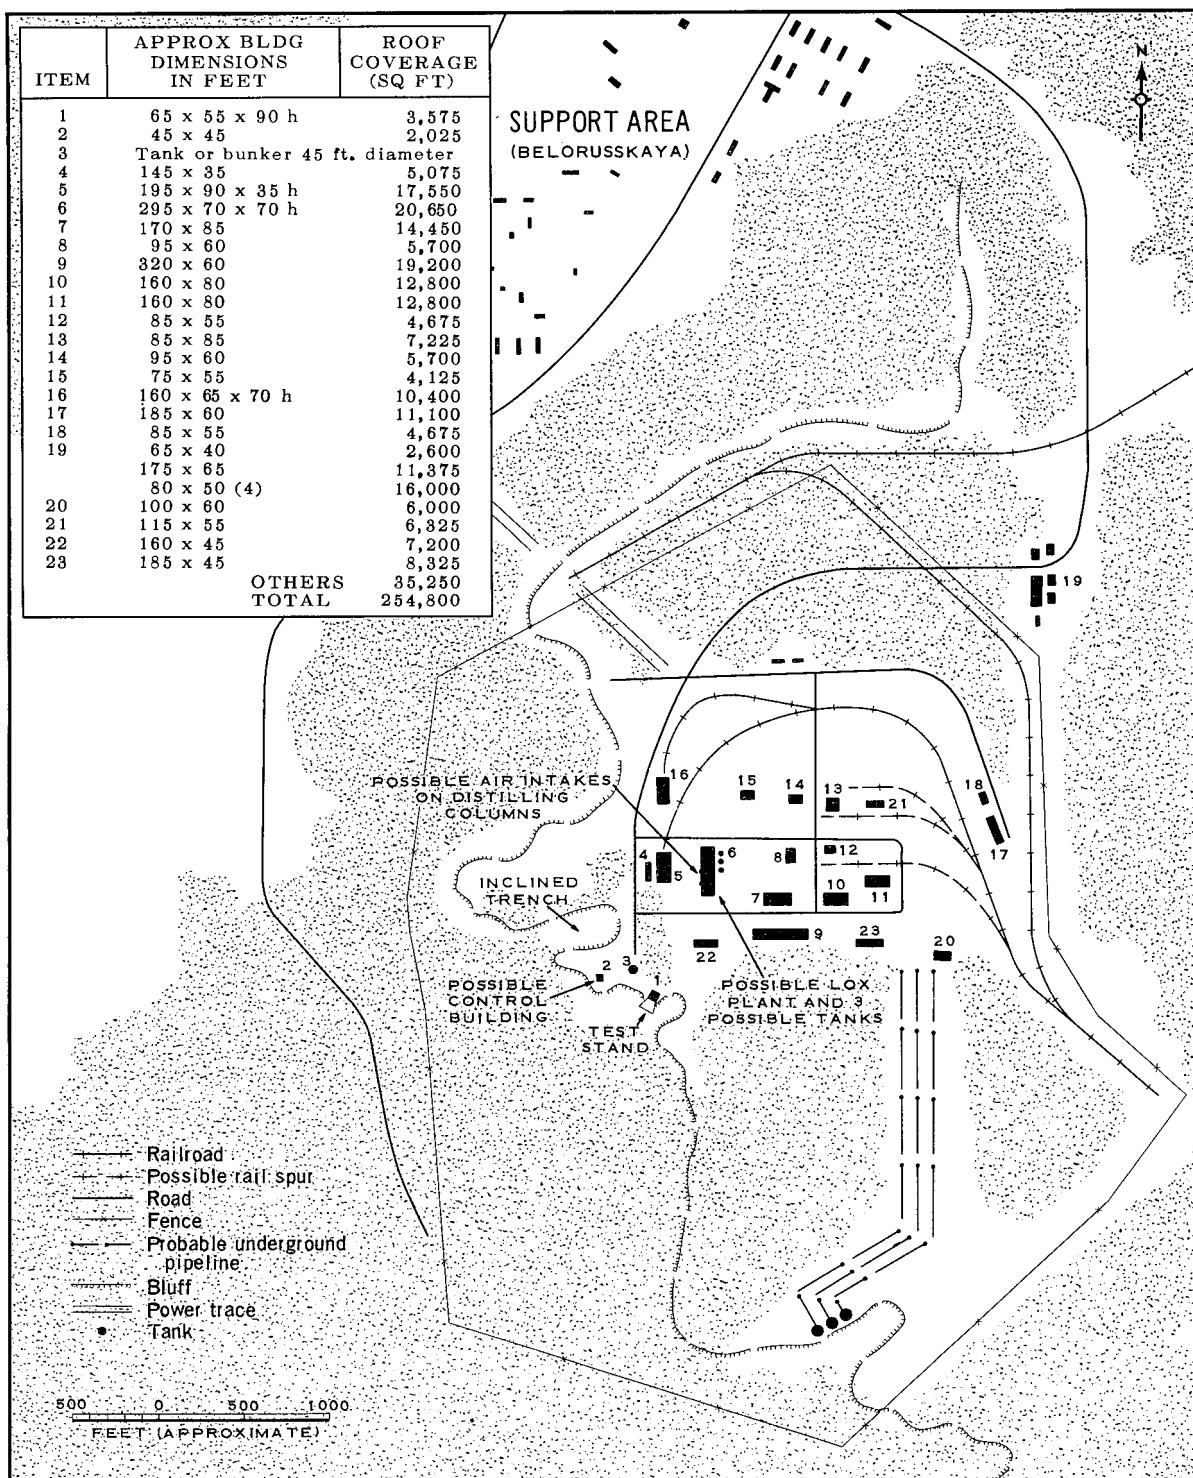 ITEM APPROX BLDG DIMENSIONS IN FEET ROOF COVERAGE (SQ FT)
1 65 x 55 x 90 h 3,575
2 45 x 45 2,025
3 Tank or bunker 45 ft. diameter
4 145 x 35 5,075
5 195 x 90 x 35 h 17,550
6 295 x 70 x 70 h 20,650
7 170 x 85 14,450
8 95 x 60 5,700
9 320 x 60 19,200
10 160 x 80 12,800
11 160 x 80 12,800
12 85 x 55 4,675
13 85 x 85 7,225
14 95 x 60 5,700
15 75 x 55 4,125
16 160 x 65 x 70 h 10,400
17 185 x 60 11,100
18 85 x 55 4,675
19 65 x 40 2,600
175 x 65 11,375
80 x 50 (4) 16,000
20 100 x 60 6,000
21 115 x 55 6,325
22 160 x 45 7,200
23 185 x 45 8,325
OTHERS 35,250
TOTAL 254,800
SUPPORT AREA
(BELORUSSKAYA)
N
19
POSSIBLE AIR INTAKES
ON DISTILLING
COLUMNS
16
15
14
13
21
18
17
4
5
6
8
12
7
10
11
INCLINED
TRENCH
9
22
23
20
2
3
1
POSSIBLE
CONTROL
BUILDING
TEST
STAND
POSSIBLE LOX
PLANT AND 3
POSSIBLE TANKS
Railroad
Possible rail spur
Road
Fence
Probable underground
pipeline
Bluff
Power trace
Tank
500 0 500 1000
FEET (APPROXIMATE)